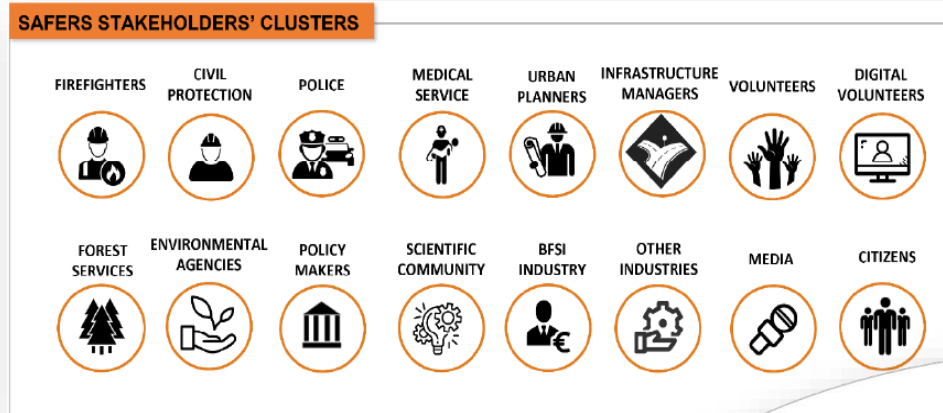 SAFERS STAKEHOLDERS' CLUSTERS
FIREFIGHTERS
CIVIL
PROTECTION
POLICE
MEDICAL
SERVICE
URBAN
PLANNERS
INFRASTRUCTURE
MANAGERS
VOLUNTEERS
DIGITAL
VOLUNTEERS
FOREST
SERVICES
ENVIRONMENTAL
AGENCIES
POLICY
MAKERS
SCIENTIFIC
COMMUNITY
BFSI
INDUSTRY
OTHER
INDUSTRIES
MEDIA
CITIZENS
€